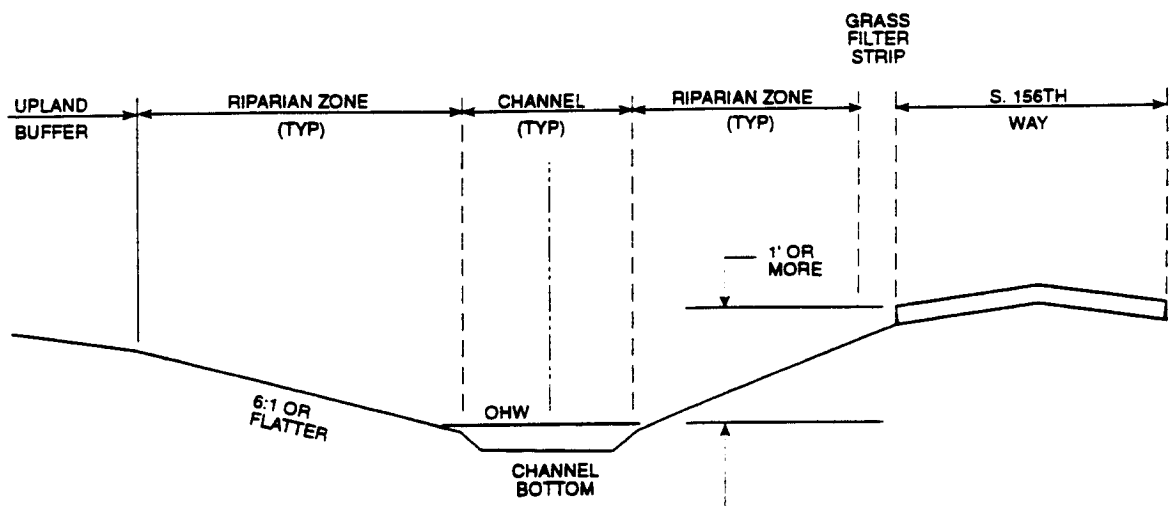 GRASS
FILTER
STRIP
UPLAND
BUFFER
RIPARIAN ZONE
(TYP)
CHANNEL
(TYP)
RIPARIAN ZONE
(TYP)
S. 156TH
WAY
1' OR
MORE
6:1 OR
FLATTER
OHW
CHANNEL
BOTTOM